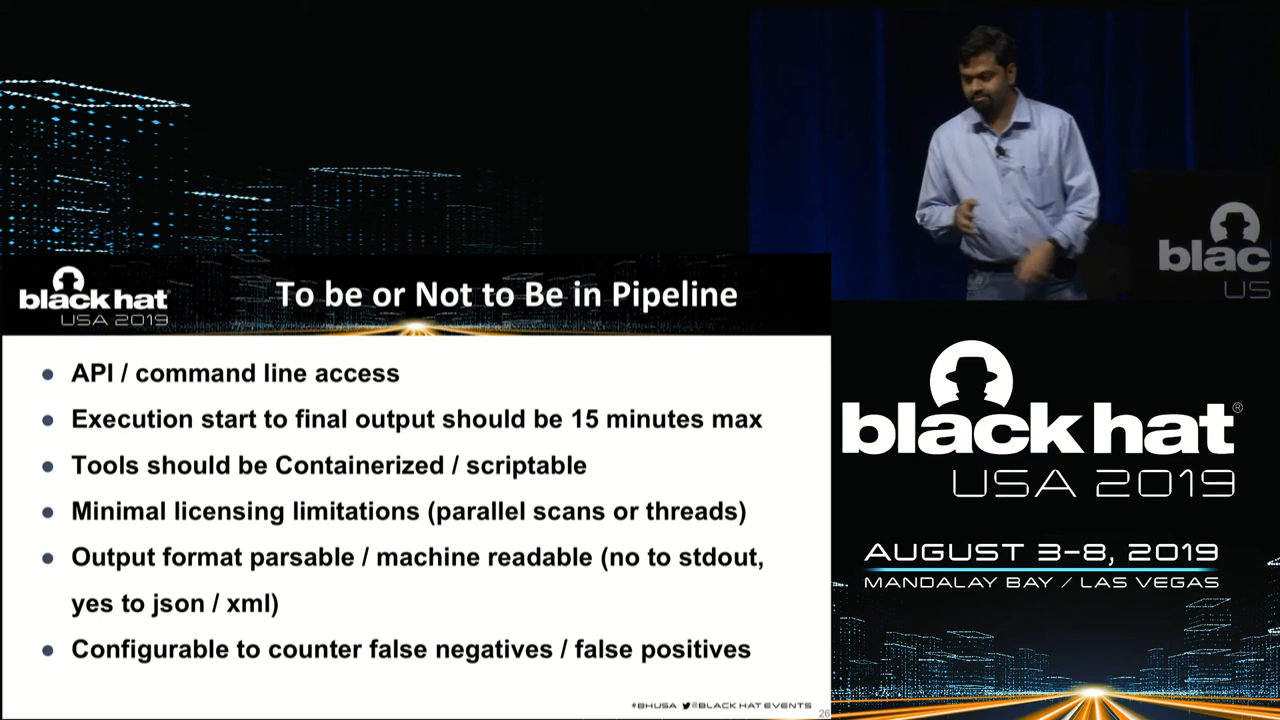 blac
US
black hat
USA 2019
To be or Not to Be in Pipeline
● API / command line access
● Execution start to final output should be 15 minutes max
● Tools should be Containerized / scriptable
● Minimal licensing limitations (parallel scans or threads)
● Output format parsable / machine readable (no to stdout,
yes to json / xml)
● Configurable to counter false negatives / false positives
#BHUSA @BLACK HAT EVENTS
26
black hat®
USA 2019
AUGUST 3-8, 2019
MANDALAY BAY / LAS VEGAS